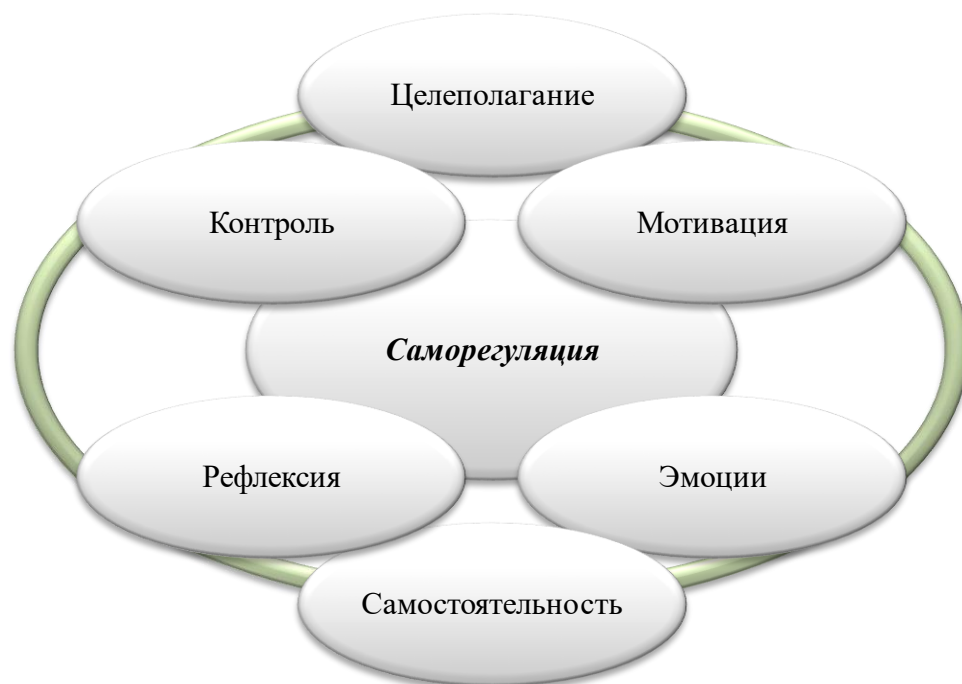 Целеполагание
Контроль
Мотивация
Саморегуляция
Рефлексия
Эмоции
Самостоятельность